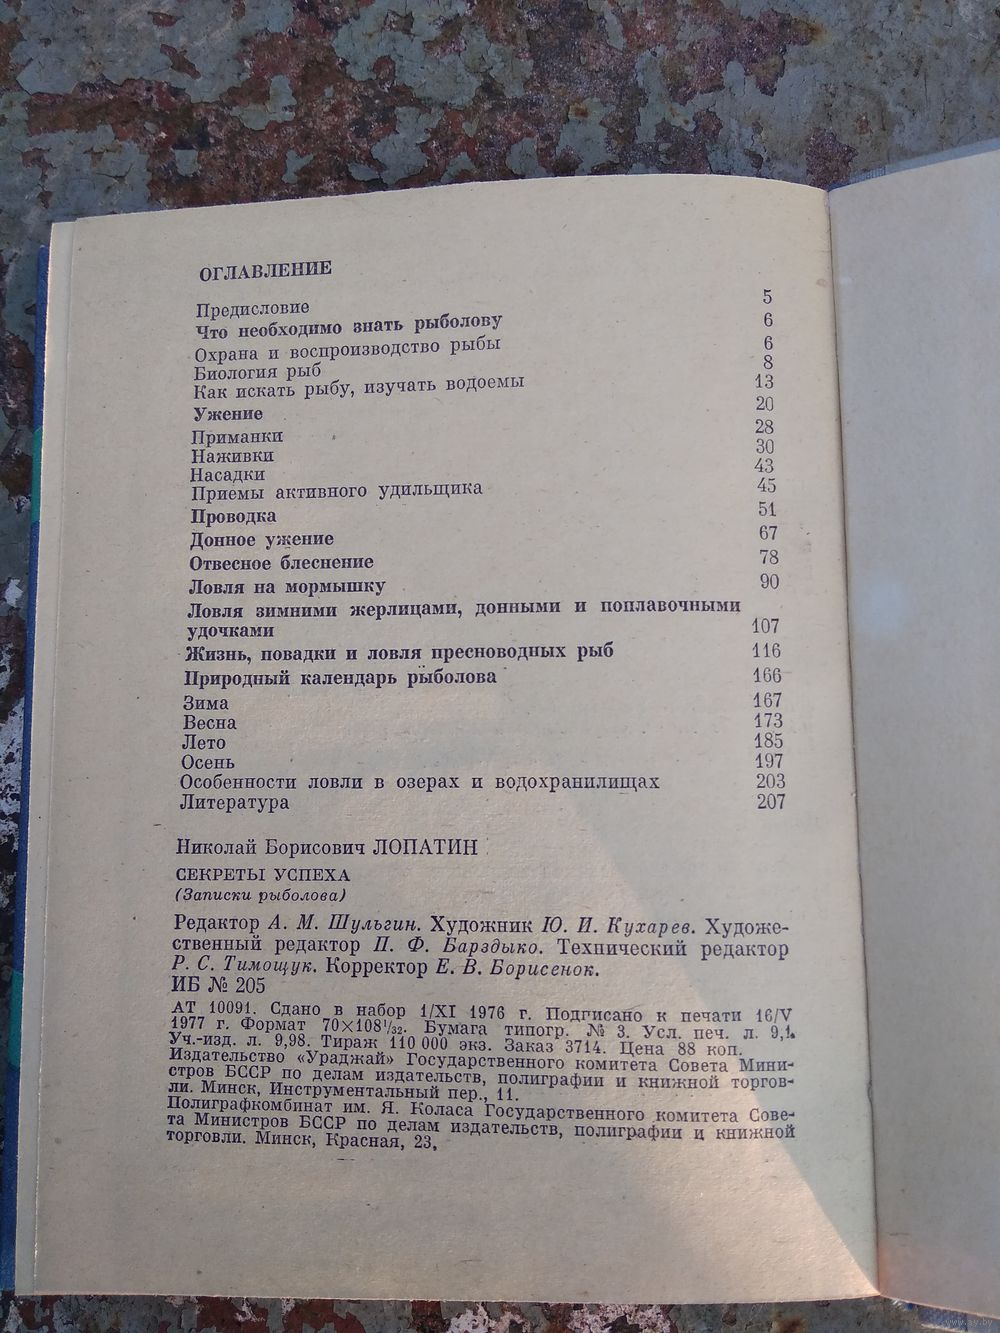 ОГЛАВЛЕНИЕ
Предисловие 5
Что необходимо знать рыболову 6
Охрана и воспроизводство рыбы 6
Биология рыб 8
Как искать рыбу, изучать водоемы 13
Ужение 20
Приманки 28
Наживки 30
Насадки 43
Приемы активного удильщика 45
Проводка 51
Донное ужение 67
Отвесное блеснение 78
Ловля на мормышку 90
Ловля зимними жерлицами, донными и поплавочными
удочками 107
Жизнь, повадки и ловля пресноводных рыб 116
Природный календарь рыболова 166
Зима 167
Весна 173
Лето 185
Осень 197
Особенности ловли в озерах и водохранилищах 203
Литература 207
Николай Борисович ЛОПАТИН
СЕКРЕТЫ УСПЕХА
(Записки рыболова)
Редактор А. М. Шульгин. Художник Ю. И. Кухарев. Художе-
ственный редактор П. Ф. Барздыко. Технический редактор
Р. С. Тимощук. Корректор Е. В. Борисенок.
ИБ № 205
АТ 10091. Сдано в набор 1/XI 1976 г. Подписано к печати 16/V
1977 г. Формат 70×108¹/₃₂. Бумага типогр. № 3. Усл. печ. л. 9,1.
Уч.-изд. л. 9,98. Тираж 110 000 экз. Заказ 3714. Цена 88 коп.
Издательство «Ураджай» Государственного комитета Совета Мини-
стров БССР по делам издательств, полиграфии и книжной торгов-
ли. Минск, Инструментальный пер., 11.
Полиграфкомбинат им. Я. Коласа Государственного комитета Сове-
та Министров БССР по делам издательств, полиграфии и книжной
торговли. Минск, Красная, 23,
www.ay.by